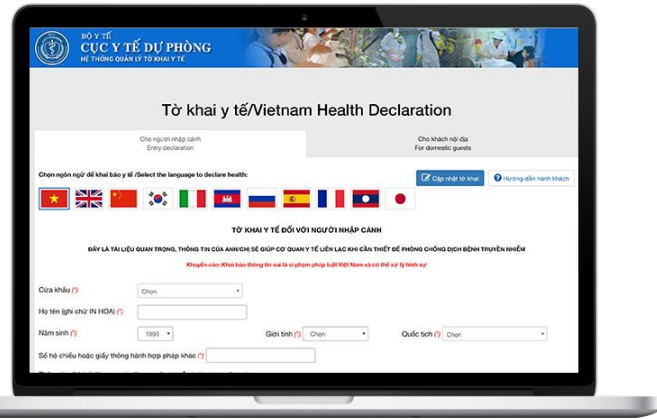 BỘ Y TẾ
CỤC Y TẾ DỰ PHÒNG
HỆ THỐNG QUẢN LÝ TỜ KHAI Y TẾ
Tờ khai y tế/Vietnam Health Declaration
Cho người nhập cảnh
Entry declaration
Cho khách nội địa
For domestic guests
Chọn ngôn ngữ để khai báo y tế /Select the language to declare health:
Cập nhật tờ khai
Hướng dẫn hành khách
TỜ KHAI Y TẾ ĐỐI VỚI NGƯỜI NHẬP CẢNH
ĐÂY LÀ TÀI LIỆU QUAN TRỌNG, THÔNG TIN CỦA ANH/CHỊ SẼ GIÚP CƠ QUAN Y TẾ LIÊN LẠC KHI CẦN THIẾT ĐỂ PHÒNG CHỐNG DỊCH BỆNH TRUYỀN NHIỄM
Khuyến cáo: Khai báo thông tin sai là vi phạm pháp luật Việt Nam và có thể xử lý hình sự
Cửa khẩu (*) Chọn
Họ tên (ghi chữ IN HOA) (*)
Năm sinh (*) 1990 Giới tính (*) Chọn Quốc tịch (*) Chọn
Số hộ chiếu hoặc giấy thông hành hợp pháp khác (*)